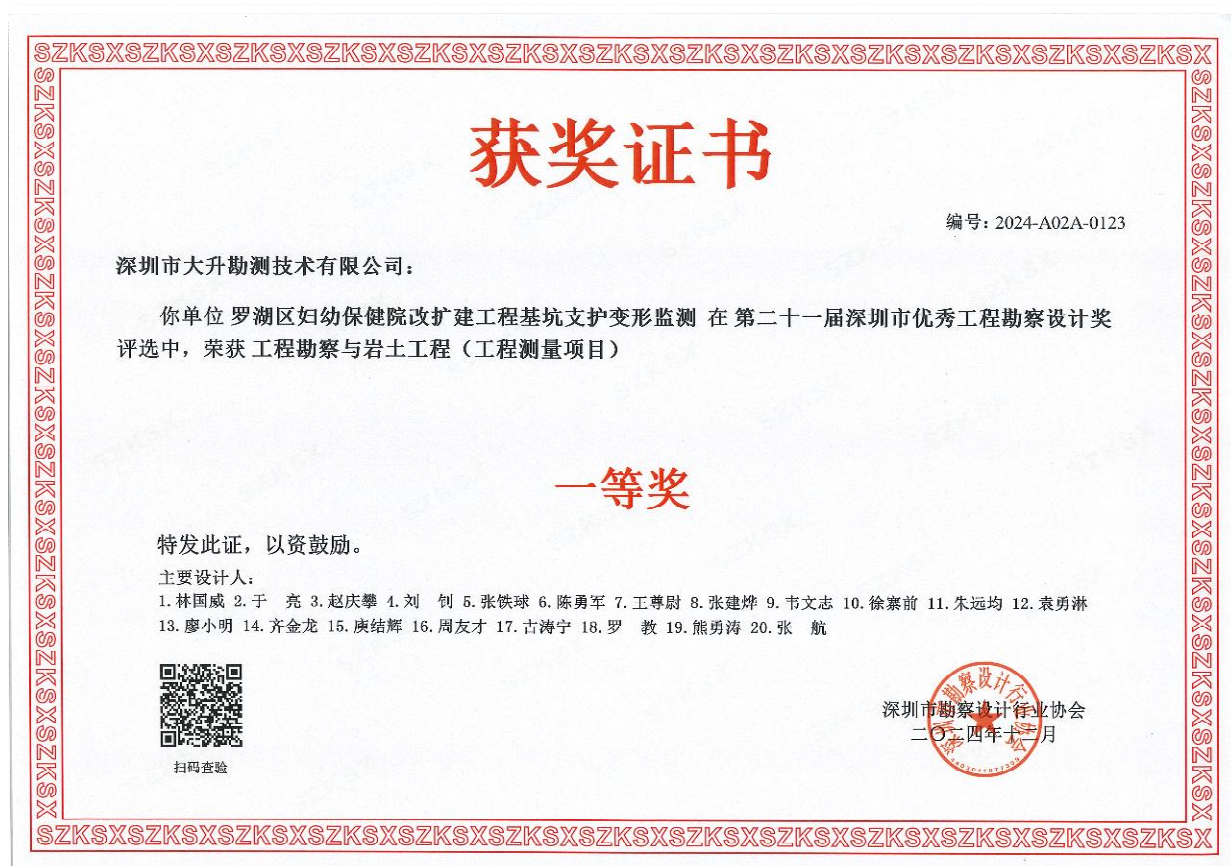 SZKSXSZKSXSZKSXSZKSXSZKSXSZKSXSZKSXSZKSXSZKSXSZKSXSZKSXSZKSXSZKSX
获奖证书
编号: 2024-A02A-0123
深圳市大升勘测技术有限公司：
你单位 罗湖区妇幼保健院改扩建工程基坑支护变形监测 在 第二十一届深圳市优秀工程勘察设计奖
评选中，荣获 工程勘察与岩土工程（工程测量项目）
一等奖
特发此证，以资鼓励。
主要设计人：
1.林国威 2.于 亮 3.赵庆攀 4.刘 钊 5.张铁球 6.陈勇军 7.王尊尉 8.张建烨 9.韦文志 10.徐寨前 11.朱远均 12.袁勇淋
13.廖小明 14.齐金龙 15.庾结辉 16.周友才 17.古涛宁 18.罗 教 19.熊勇涛 20.张 航
扫码查验
深圳市勘察设计行业协会
二〇二四年十二月
SZKSXSZKSXSZKSXSZKSXSZKSXSZKSXSZKSXSZKSXSZKSXSZKSXSZKSXSZKSXSZKSX